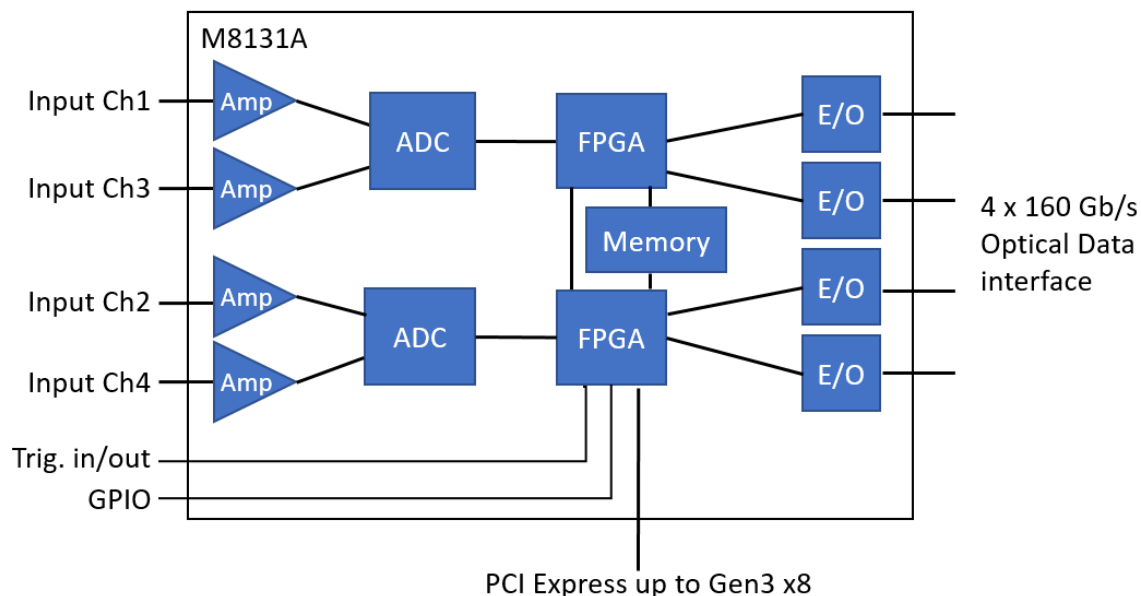 M8131A
Input Ch1
Amp
ADC
FPGA
E/O
Input Ch3
Amp
E/O
4 x 160 Gb/s
Optical Data
interface
Memory
Input Ch2
Amp
ADC
FPGA
E/O
Input Ch4
Amp
E/O
Trig. in/out
GPIO
PCI Express up to Gen3 x8